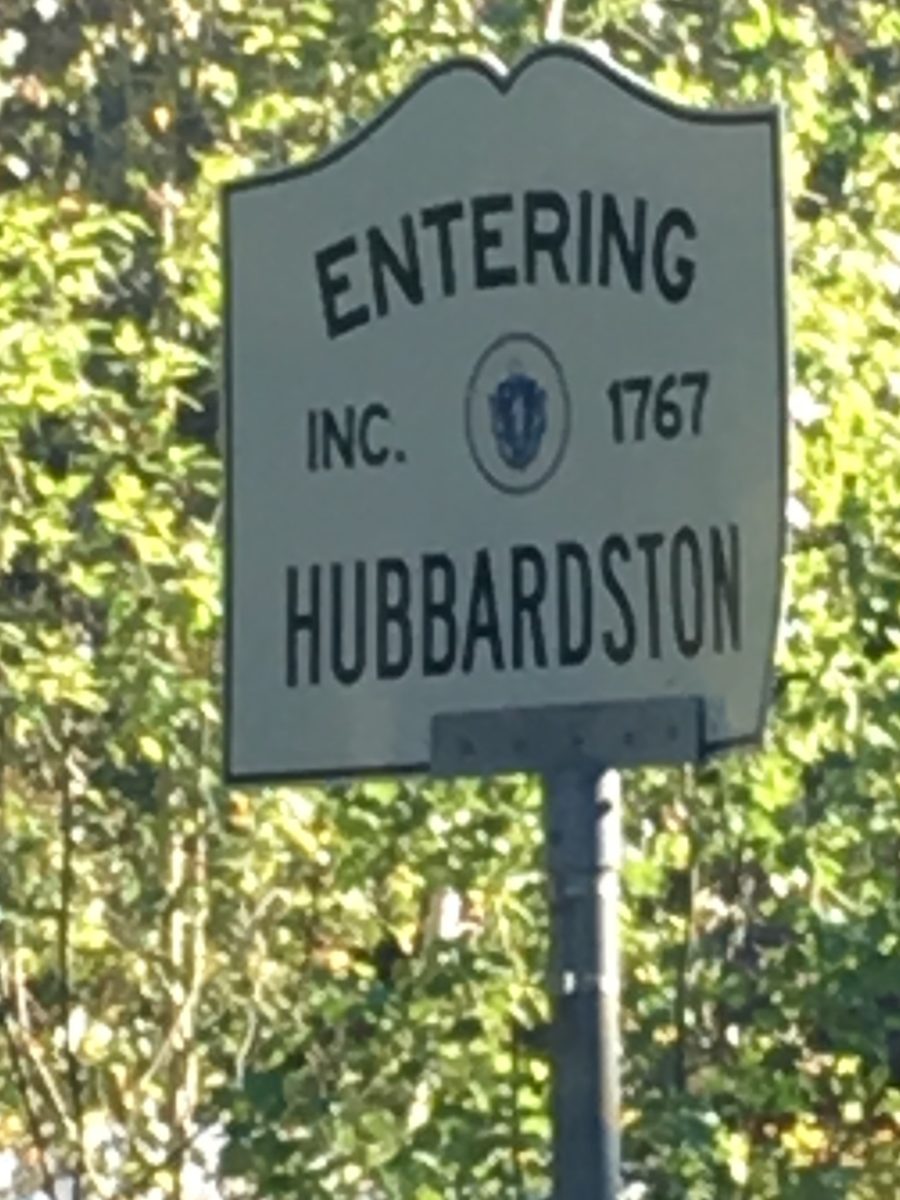 ENTERING
INC. 1767
HUBBARDSTON